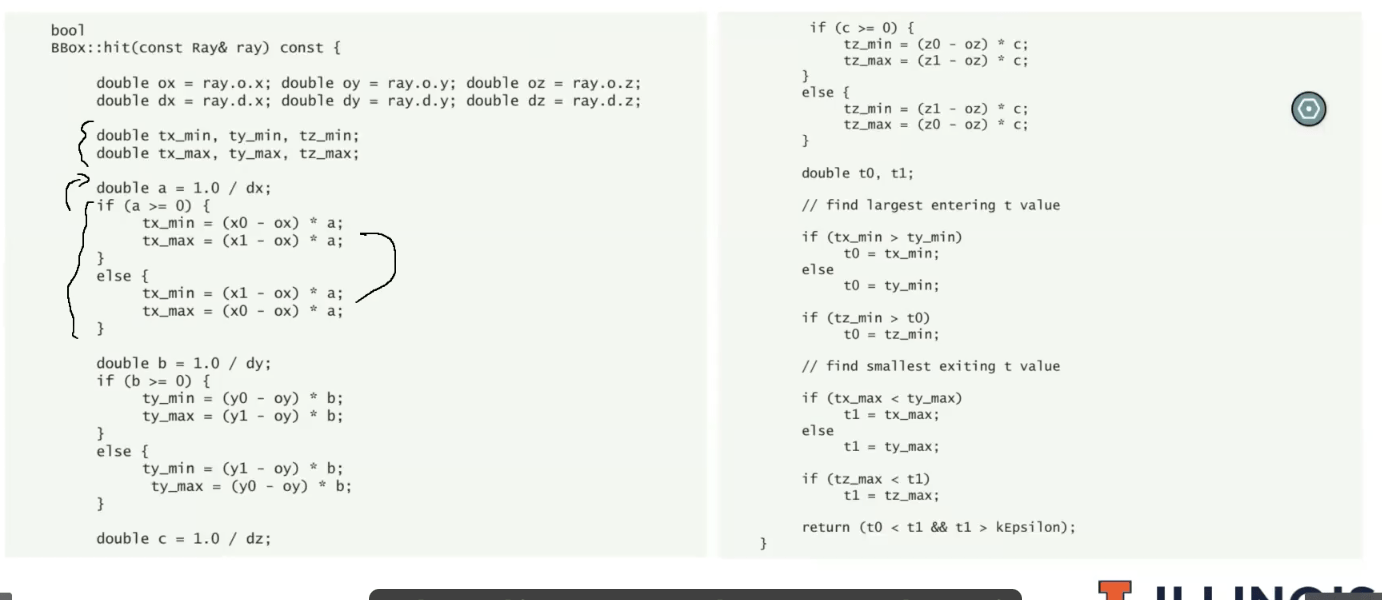 bool
BBox::hit(const Ray& ray) const {
double ox = ray.o.x; double oy = ray.o.y; double oz = ray.o.z;
double dx = ray.d.x; double dy = ray.d.y; double dz = ray.d.z;
double tx_min, ty_min, tz_min;
double tx_max, ty_max, tz_max;
double a = 1.0 / dx;
if (a >= 0) {
tx_min = (x0 - ox) * a;
tx_max = (x1 - ox) * a;
}
else {
tx_min = (x1 - ox) * a;
tx_max = (x0 - ox) * a;
}
double b = 1.0 / dy;
if (b >= 0) {
ty_min = (y0 - oy) * b;
ty_max = (y1 - oy) * b;
}
else {
ty_min = (y1 - oy) * b;
ty_max = (y0 - oy) * b;
}
double c = 1.0 / dz;
if (c >= 0) {
tz_min = (z0 - oz) * c;
tz_max = (z1 - oz) * c;
}
else {
tz_min = (z1 - oz) * c;
tz_max = (z0 - oz) * c;
}
double t0, t1;
// find largest entering t value
if (tx_min > ty_min)
t0 = tx_min;
else
t0 = ty_min;
if (tz_min > t0)
t0 = tz_min;
// find smallest exiting t value
if (tx_max < ty_max)
t1 = tx_max;
else
t1 = ty_max;
if (tz_max < t1)
t1 = tz_max;
return (t0 < t1 && t1 > kEpsilon);
}
I ILLINOIS